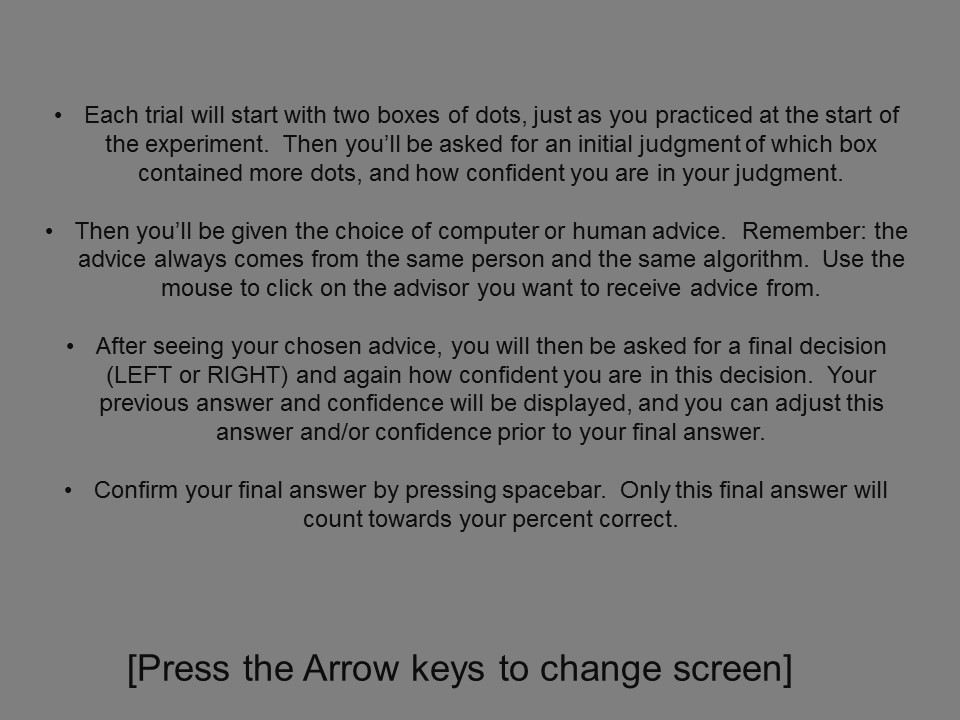 • Each trial will start with two boxes of dots, just as you practiced at the start of
the experiment.  Then you’ll be asked for an initial judgment of which box
contained more dots, and how confident you are in your judgment.
• Then you’ll be given the choice of computer or human advice.  Remember: the
advice always comes from the same person and the same algorithm.  Use the
mouse to click on the advisor you want to receive advice from.
• After seeing your chosen advice, you will then be asked for a final decision
(LEFT or RIGHT) and again how confident you are in this decision.  Your
previous answer and confidence will be displayed, and you can adjust this
answer and/or confidence prior to your final answer.
• Confirm your final answer by pressing spacebar.  Only this final answer will
count towards your percent correct.
[Press the Arrow keys to change screen]